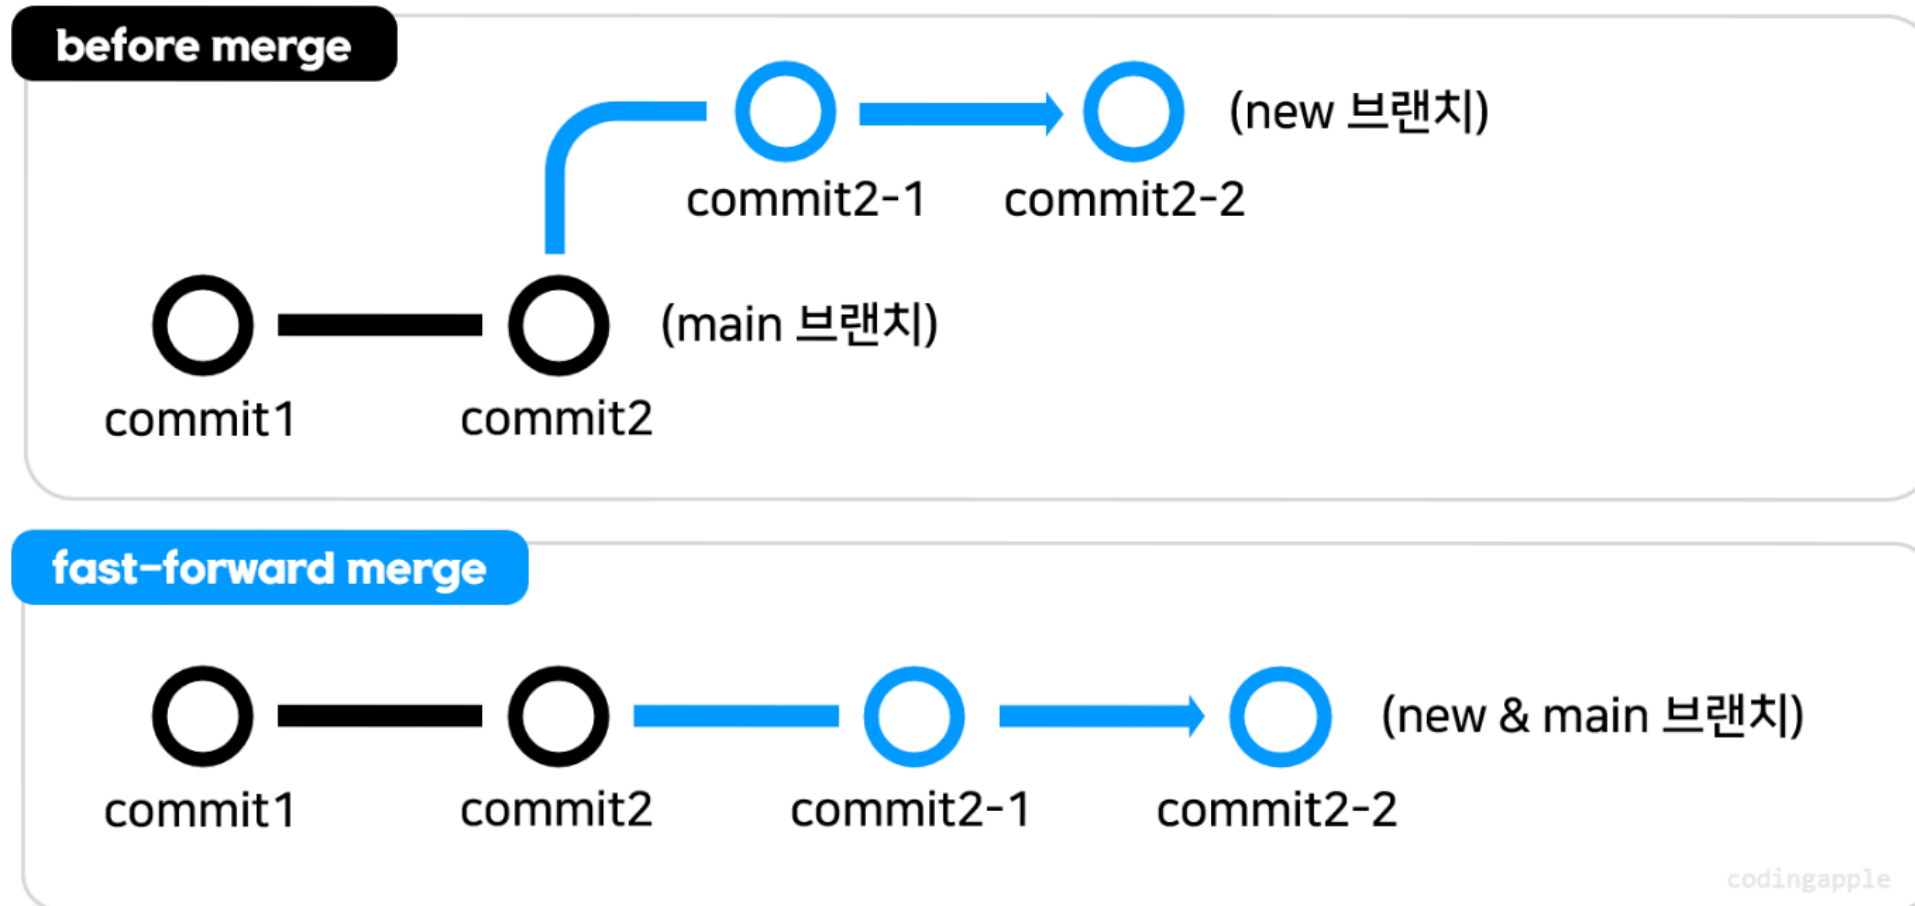 before merge
(new 브랜치)
commit2-1
commit2-2
(main 브랜치)
commit1
commit2
fast-forward merge
(new & main 브랜치)
commit1
commit2
commit2-1
commit2-2
codingapple